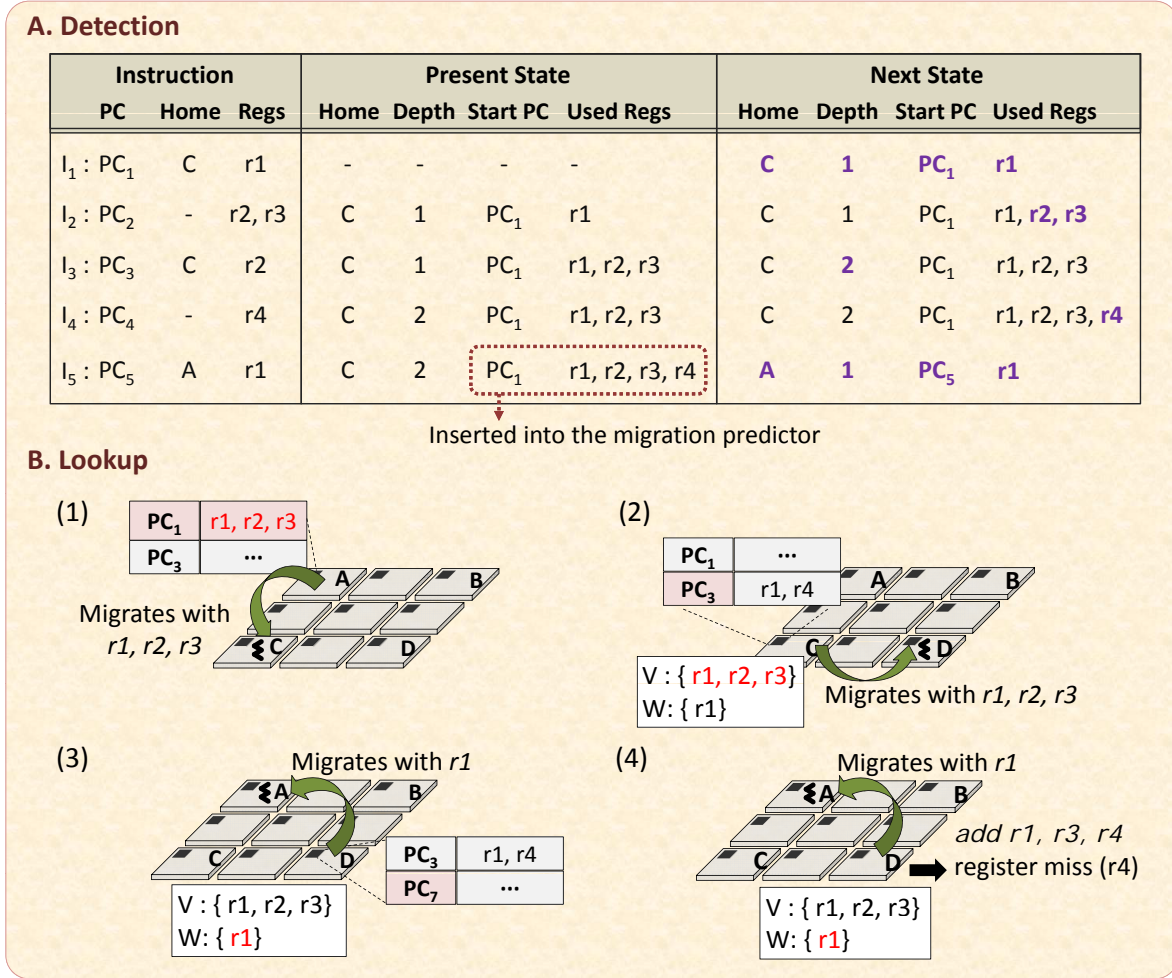 A. Detection
Instruction Present State Next State
PC Home Regs Home Depth Start PC Used Regs Home Depth Start PC Used Regs
I₁ : PC₁ C r1 - - - - C 1 PC₁ r1
I₂ : PC₂ - r2, r3 C 1 PC₁ r1 C 1 PC₁ r1, r2, r3
I₃ : PC₃ C r2 C 1 PC₁ r1, r2, r3 C 2 PC₁ r1, r2, r3
I₄ : PC₄ - r4 C 2 PC₁ r1, r2, r3 C 2 PC₁ r1, r2, r3, r4
I₅ : PC₅ A r1 C 2 PC₁ r1, r2, r3, r4 A 1 PC₅ r1
Inserted into the migration predictor
B. Lookup
(1)
PC₁ r1, r2, r3
PC₃ ...
A B
Migrates with
r1, r2, r3
C D
(2)
PC₁ ...
PC₃ r1, r4
A B
C D
V : { r1, r2, r3}
W: { r1}
Migrates with r1, r2, r3
(3)
Migrates with r1
A B
C D
PC₃ r1, r4
PC₇ ...
V : { r1, r2, r3}
W: { r1}
(4)
Migrates with r1
A B
add r1, r3, r4
C D
register miss (r4)
V : { r1, r2, r3}
W: { r1}